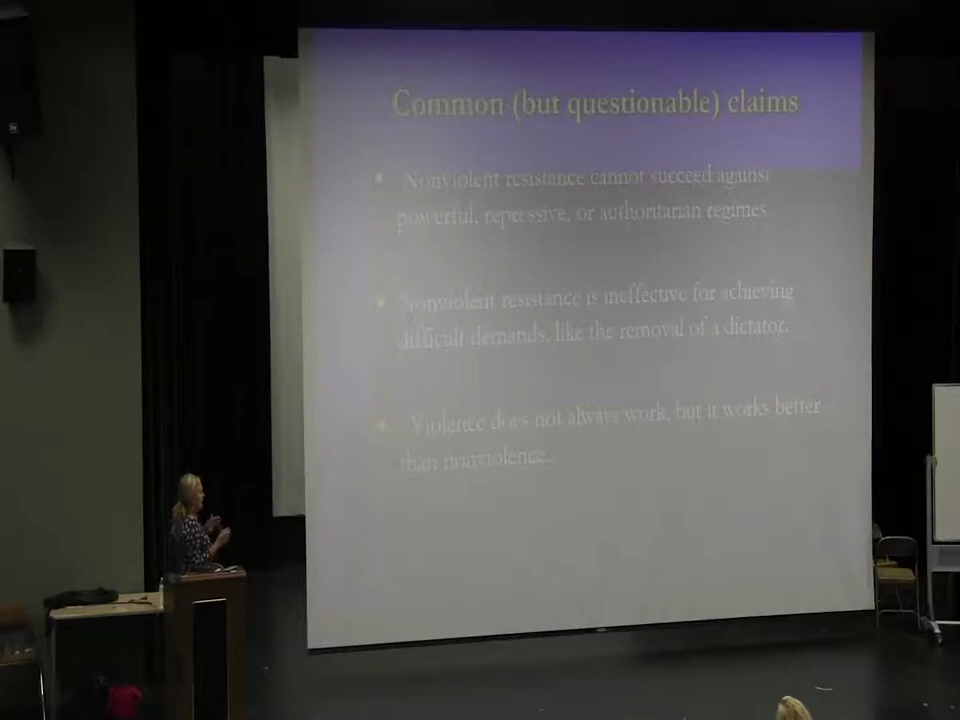 Common (but questionable) claims
• Nonviolent resistance cannot succeed against
powerful, repressive, or authoritarian regimes.
• Nonviolent resistance is ineffective for achieving
difficult demands, like the removal of a dictator.
• Violence does not always work, but it works better
than nonviolence.